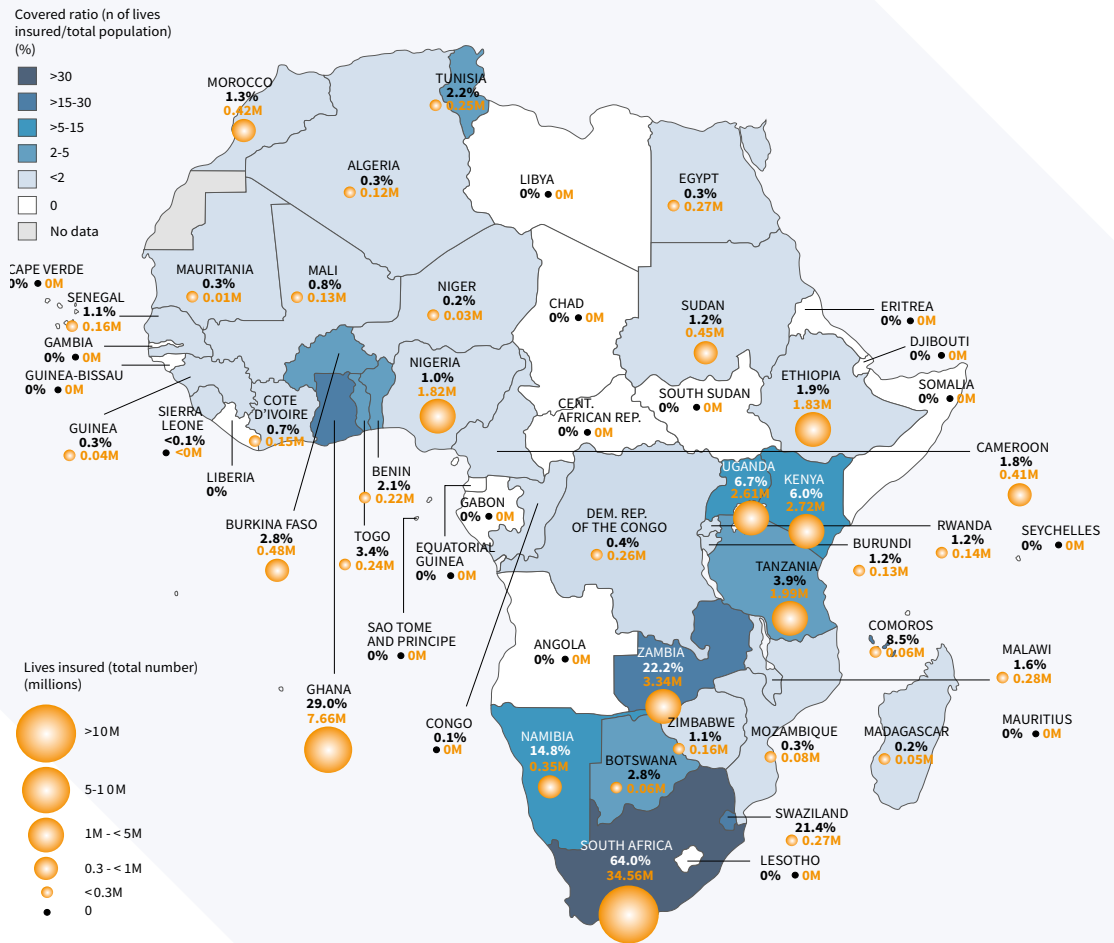 Covered ratio (n of lives
insured/total population)
(%)
>30
>15-30
>5-15
2-5
<2
0
No data
MOROCCO
1.3%
0.42M
TUNISIA
2.2%
0.25M
ALGERIA
0.3%
0.12M
LIBYA
0% 0M
EGYPT
0.3%
0.27M
CAPE VERDE
0% 0M
SENEGAL
1.1%
0.16M
GAMBIA
0% 0M
GUINEA-BISSAU
0% 0M
GUINEA
0.3%
0.04M
SIERRA
LEONE
<0.1%
<0M
LIBERIA
0%
MAURITANIA
0.3%
0.01M
MALI
0.8%
0.13M
NIGER
0.2%
0.03M
CHAD
0% 0M
SUDAN
1.2%
0.45M
ERITREA
0% 0M
DJIBOUTI
0% 0M
SOMALIA
0% 0M
ETHIOPIA
1.9%
1.83M
SOUTH SUDAN
0% 0M
CENT.
AFRICAN REP.
0% 0M
NIGERIA
1.0%
1.82M
COTE
D'IVOIRE
0.7%
0.15M
BENIN
2.1%
0.22M
TOGO
3.4%
0.24M
BURKINA FASO
2.8%
0.48M
GHANA
29.0%
7.66M
CAMEROON
1.8%
0.41M
GABON
0% 0M
EQUATORIAL
GUINEA
0% 0M
SAO TOME
AND PRINCIPE
0% 0M
CONGO
0.1%
0M
DEM. REP.
OF THE CONGO
0.4%
0.26M
UGANDA
6.7%
2.61M
KENYA
6.0%
2.72M
RWANDA
1.2%
0.14M
BURUNDI
1.2%
0.13M
SEYCHELLES
0% 0M
TANZANIA
3.9%
1.99M
COMOROS
8.5%
0.06M
MALAWI
1.6%
0.28M
MAURITIUS
0% 0M
MADAGASCAR
0.2%
0.05M
MOZAMBIQUE
0.3%
0.08M
ANGOLA
0% 0M
ZAMBIA
22.2%
3.34M
ZIMBABWE
1.1%
0.16M
NAMIBIA
14.8%
0.35M
BOTSWANA
2.8%
0.06M
SWAZILAND
21.4%
0.27M
LESOTHO
0% 0M
SOUTH AFRICA
64.0%
34.56M
Lives insured (total number)
(millions)
>10M
5-10M
1M - <5M
0.3 - <1M
<0.3M
0